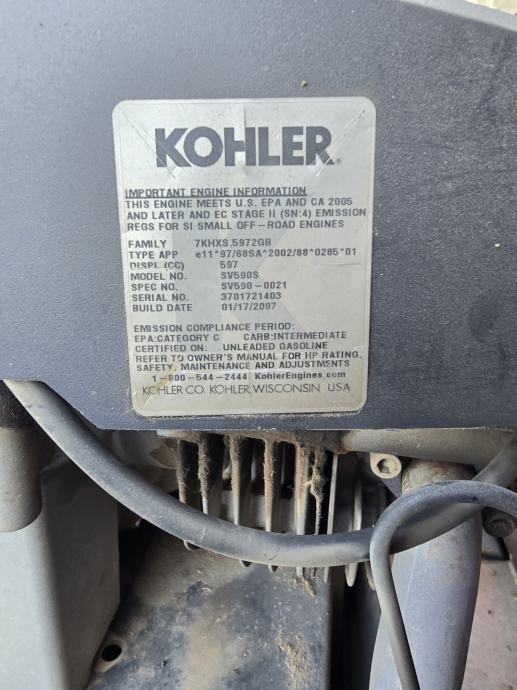 KOHLER
IMPORTANT ENGINE INFORMATION
THIS ENGINE MEETS U.S. EPA AND CA 2005
AND LATER AND EC STAGE II (SN:4) EMISSION
REGS FOR SI SMALL OFF-ROAD ENGINES
FAMILY 7KHXS.5972GB
TYPE APP e11*97/68SA*2002/88*0285*01
DISPL (CC) 597
MODEL NO. SV590S
SPEC NO. SV590-0021
SERIAL NO. 3701721403
BUILD DATE 01/17/2007
EMISSION COMPLIANCE PERIOD:
EPA:CATEGORY C CARB:INTERMEDIATE
CERTIFIED ON: UNLEADED GASOLINE
REFER TO OWNER'S MANUAL FOR HP RATING,
SAFETY, MAINTENANCE AND ADJUSTMENTS
1-800-544-2444 KohlerEngines.com
KOHLER CO. KOHLER, WISCONSIN USA